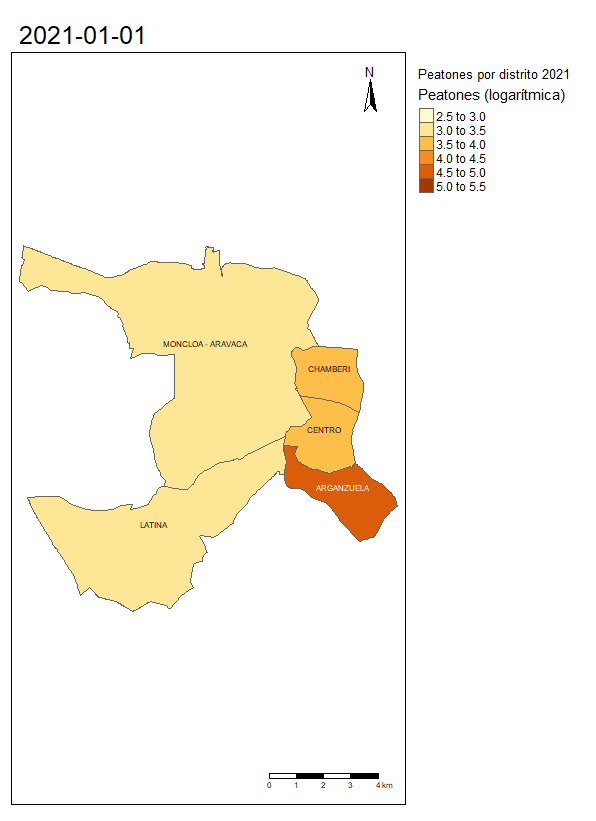 2021-01-01
N
Peatones por distrito 2021
Peatones (logarítmica)
2.5 to 3.0
3.0 to 3.5
3.5 to 4.0
4.0 to 4.5
4.5 to 5.0
5.0 to 5.5
MONCLOA - ARAVACA
CHAMBERI
CENTRO
ARGANZUELA
LATINA
0 1 2 3 4 km